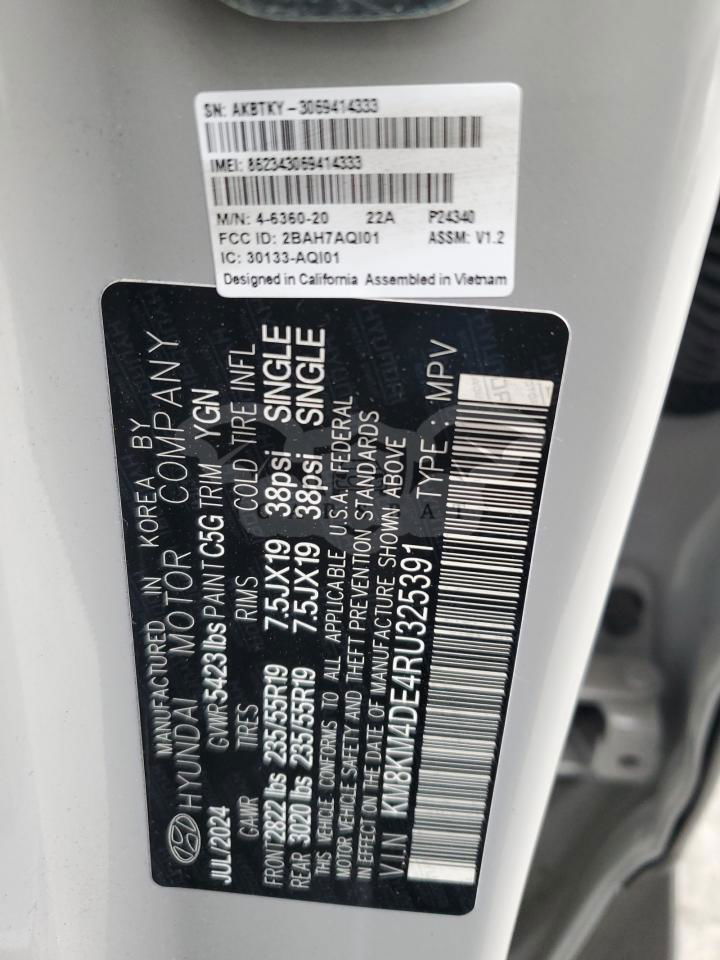 SN: AKBTKY-3069414333
IMEI: 862343069414333
M/N: 4-6360-20 22A P24340
FCC ID: 2BAH7AQI01 ASSM: V1.2
IC: 30133-AQI01
Designed in California Assembled in Vietnam
MANUFACTURED IN KOREA BY
HYUNDAI MOTOR COMPANY
JUL/2024 GVWR 5423 lbs PAINT C5G TRIM YGN
GAWR TIRES RIMS COLD TIRE INFL
FRONT 2822 lbs 235/55R19 7.5JX19 38psi SINGLE
REAR 3020 lbs 235/55R19 7.5JX19 38psi SINGLE
THIS VEHICLE CONFORMS TO ALL APPLICABLE U.S.A. FEDERAL
MOTOR VEHICLE SAFETY AND THEFT PREVENTION STANDARDS
IN EFFECT ON THE DATE OF MANUFACTURE SHOWN ABOVE
V.I.N KM8KM4DE4RU325391 TYPE : MPV